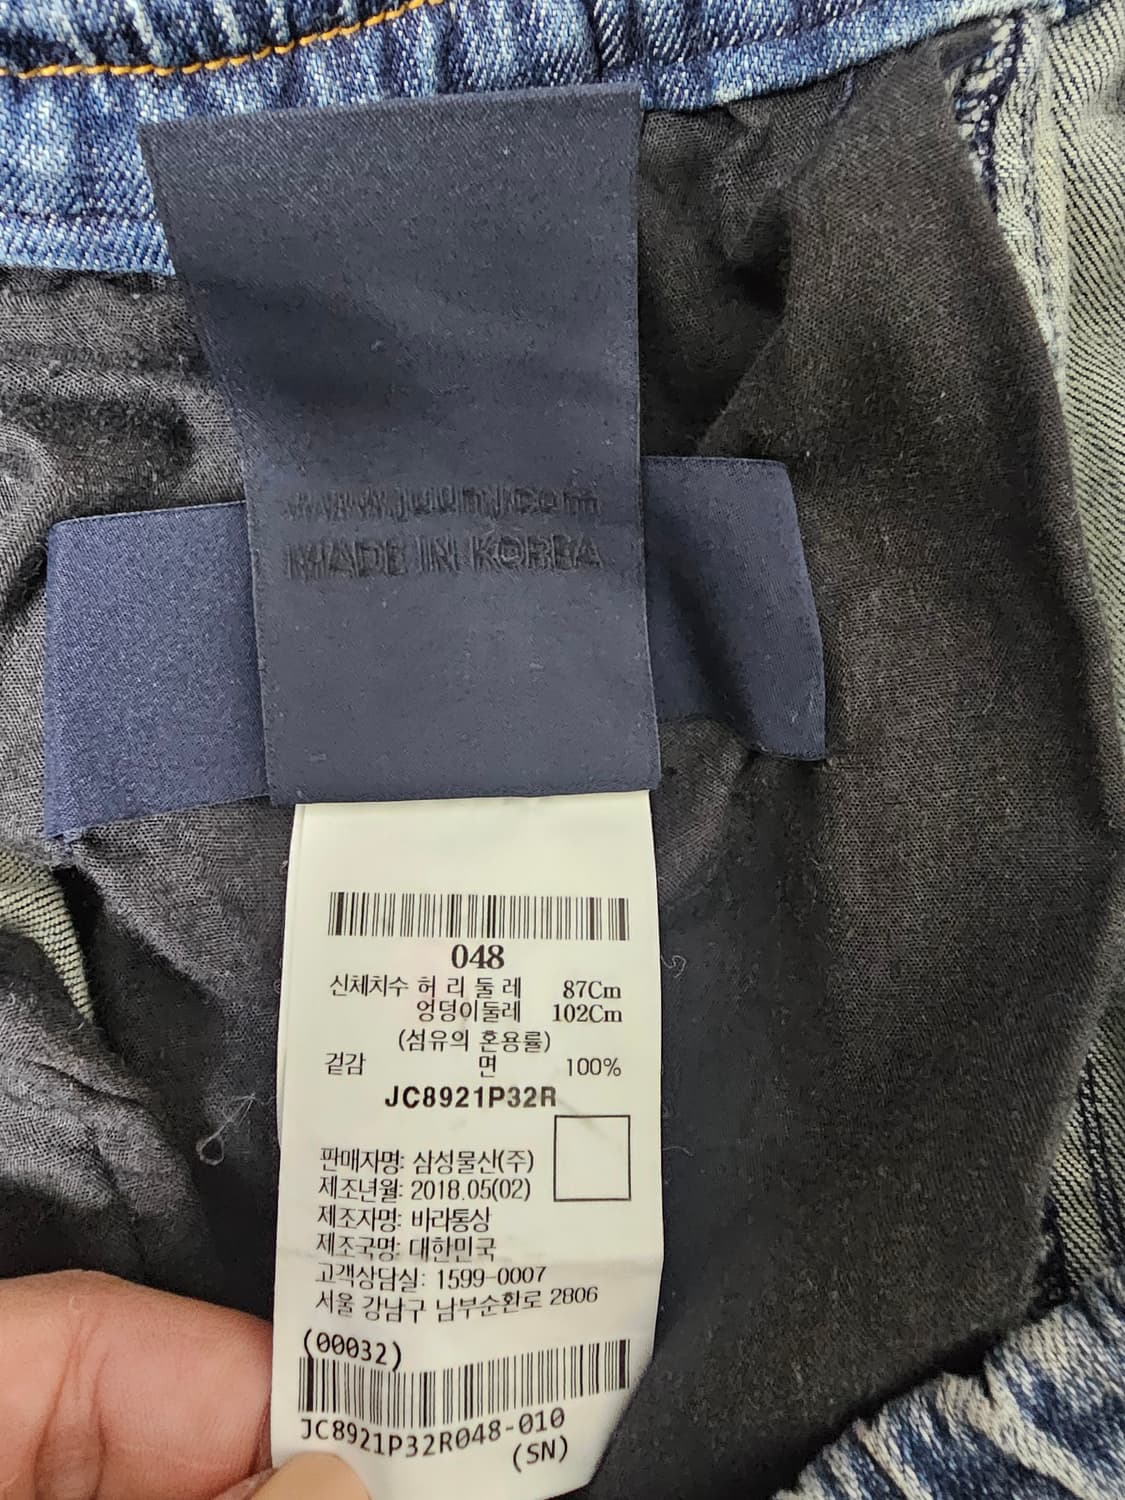 www.juunj.com
MADE IN KOREA
048
신체치수 허 리 둘 레 87Cm
엉덩이둘레 102Cm
(섬유의 혼용률)
겉감 면 100%
JC8921P32R
판매자명: 삼성물산(주)
제조년월: 2018.05(02)
제조자명: 바라통상
제조국명: 대한민국
고객상담실: 1599-0007
서울 강남구 남부순환로 2806
(00032)
JC8921P32R048-010
(SN)